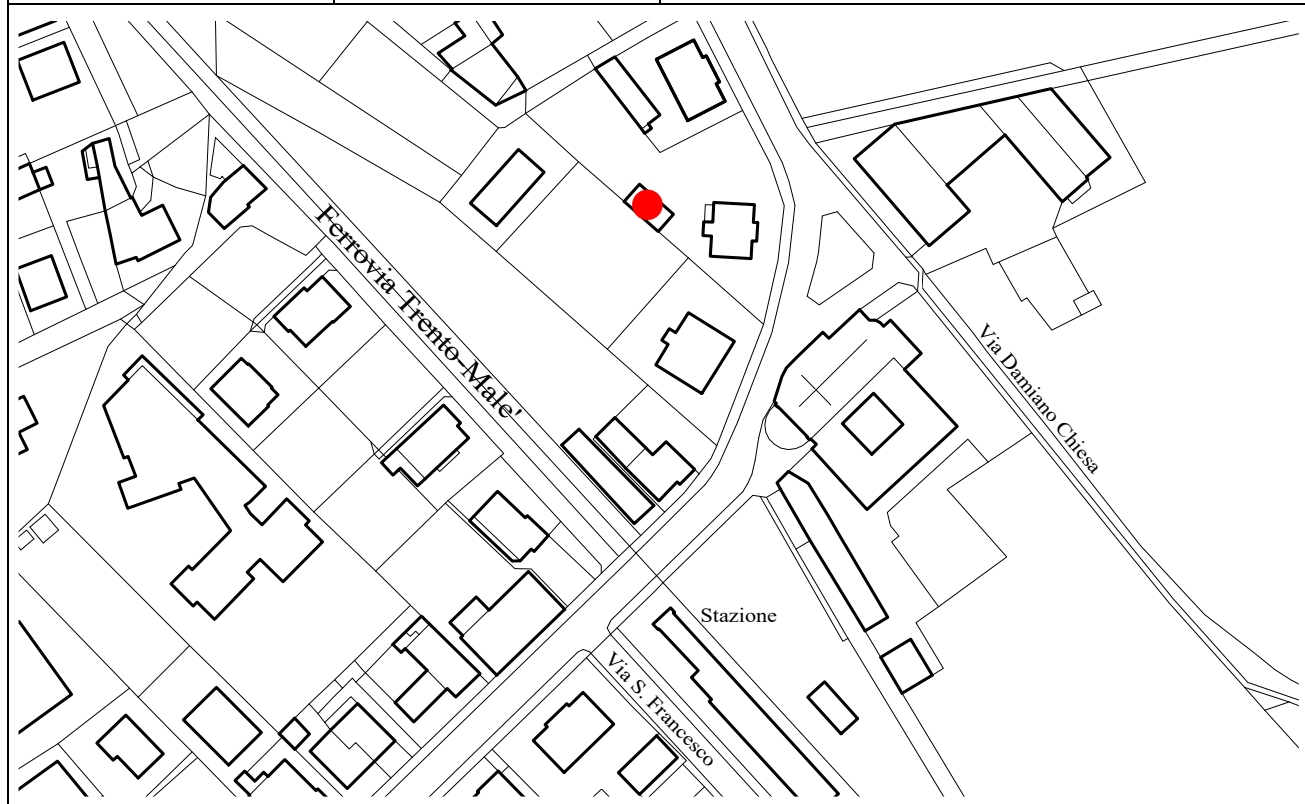 Ferrovia Trento-Male'
Via Damiano Chiesa
Stazione
Via S. Francesco